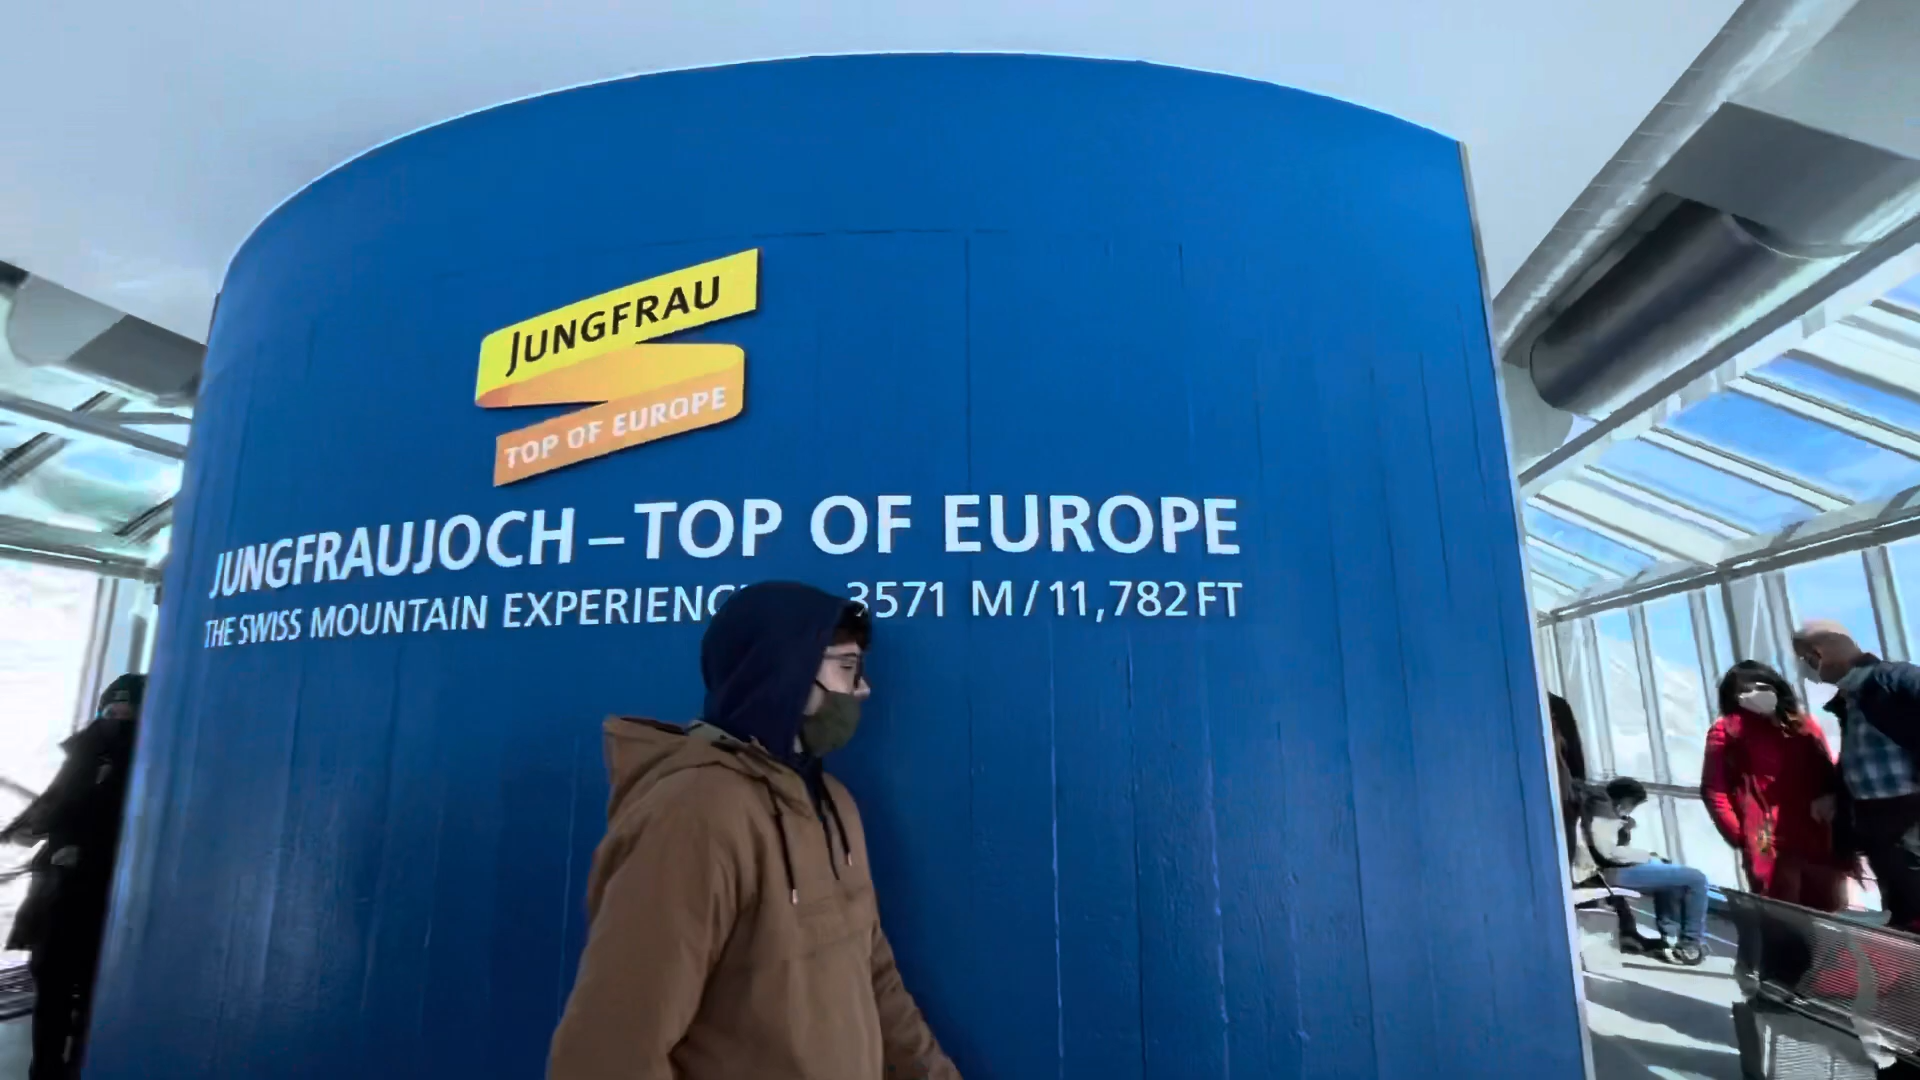 JUNGFRAU
TOP OF EUROPE
JUNGFRAUJOCH – TOP OF EUROPE
THE SWISS MOUNTAIN EXPERIENC 3571 M / 11,782 FT